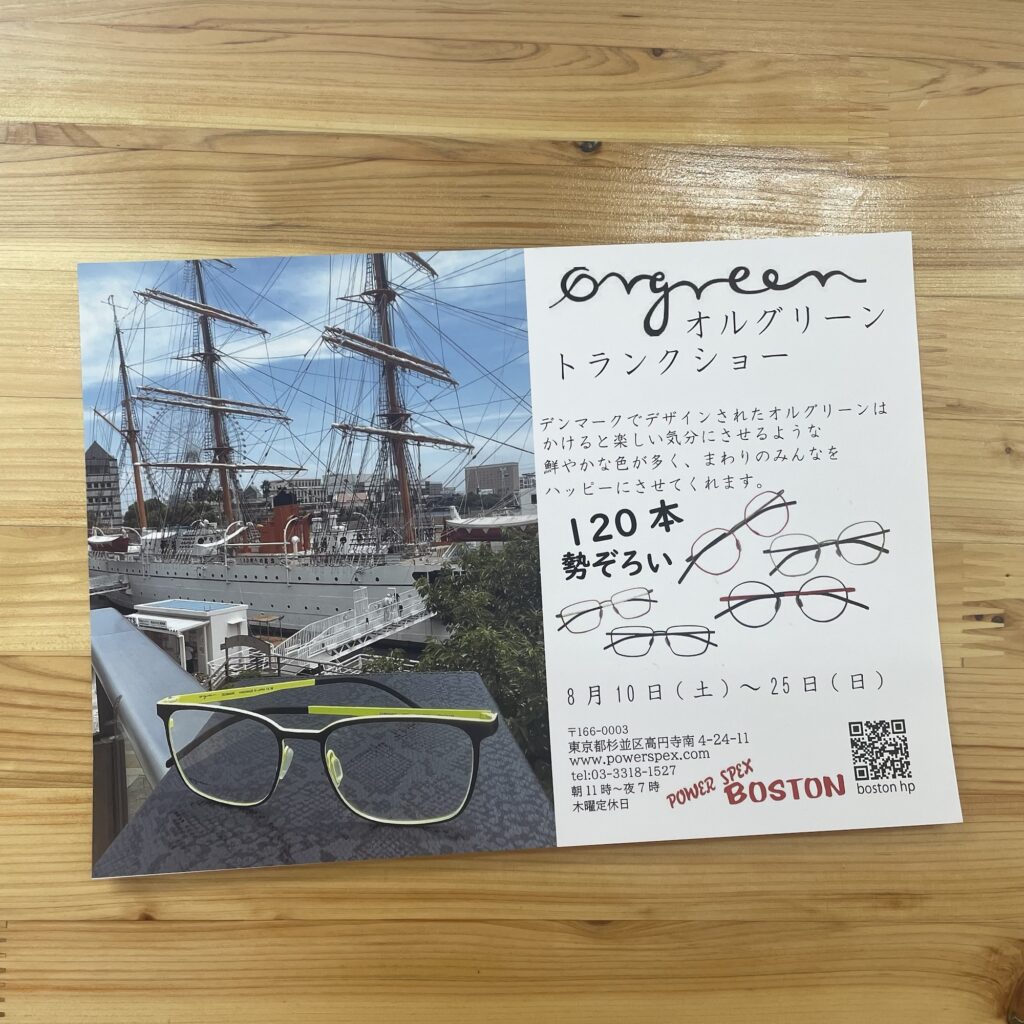 orgreen
オルグリーン
トランクショー
デンマークでデザインされたオルグリーンは
かけると楽しい気分にさせるような
鮮やかな色が多く、まわりのみんなを
ハッピーにさせてくれます。
120本
勢ぞろい
8月10日(土)～25日(日)
〒166-0003
東京都杉並区高円寺南4-24-11
www.powerspex.com
tel:03-3318-1527
朝11時～夜7時
木曜定休日
POWER SPEX
BOSTON
boston hp